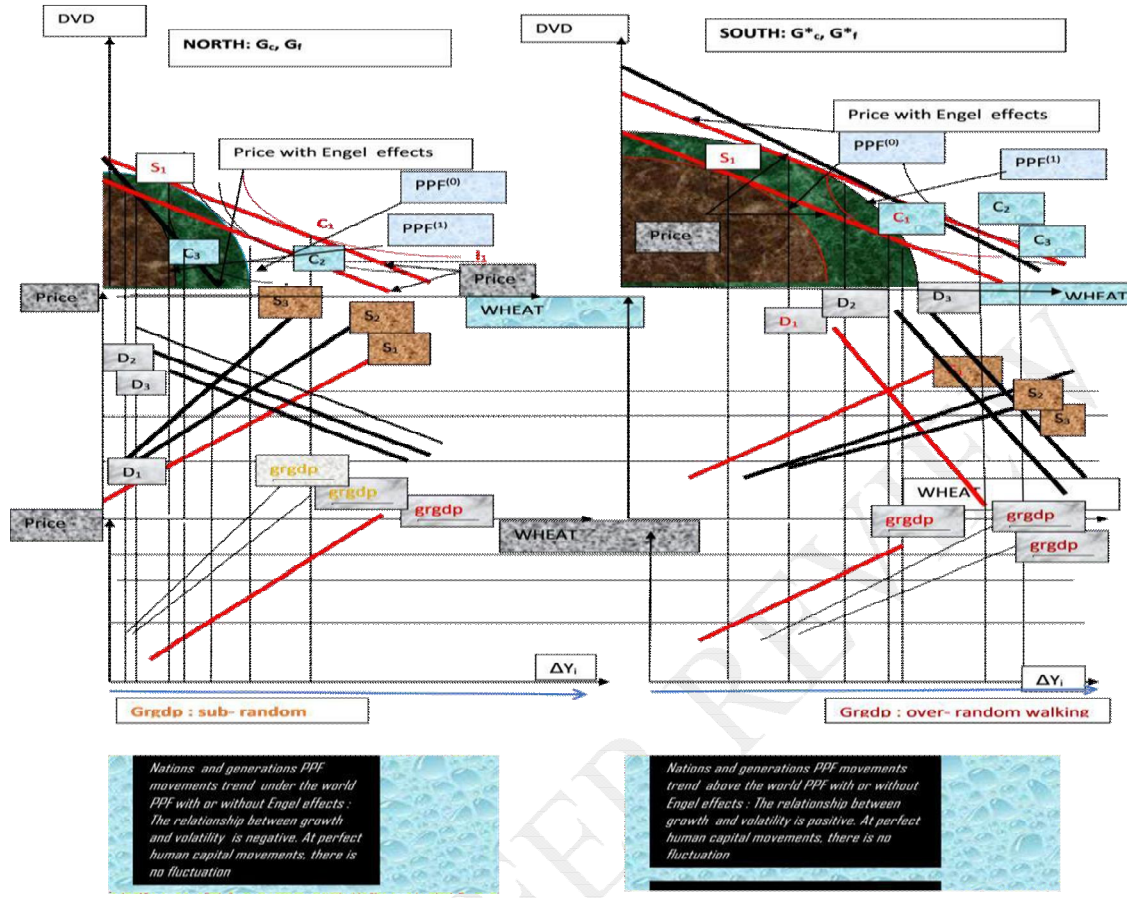 DVD
NORTH: Gc, Gf
DVD
SOUTH: G*c, G*f
Price with Engel effects
S1
PPF(0)
C1
PPF(1)
C3
C2
i1
Price
Price
WHEAT
S3
S2
S1
D2
D3
D1
Price with Engel effects
S1
PPF(0)
PPF(1)
C1
C2
C3
Price
WHEAT
D1
D2
D3
S2
S3
WHEAT
Price -
WHEAT
grgdp
grgdp
grgdp
grgdp
grgdp
grgdp
ΔYi
ΔYi
Grgdp : sub- random
Grgdp : over- random walking
Nations and generations PPF
movements trend under the world
PPF with or without Engel effects :
The relationship between growth
and volatility is negative. At perfect
human capital movements, there is
no fluctuation
Nations and generations PPF movements
trend above the world PPF with or without
Engel effects : The relationship between
growth and volatility is positive. At perfect
human capital movements, there is no
fluctuation